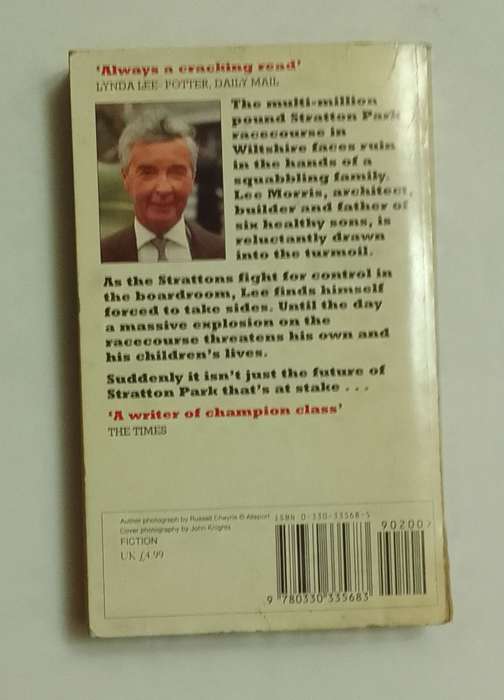 'Always a cracking read'
LYNDA LEE-POTTER, DAILY MAIL
The multi-million
pound Stratton Park
racecourse in
Wiltshire faces ruin
in the hands of a
squabbling family.
Lee Morris, architect,
builder and father of
six healthy sons, is
reluctantly drawn
into the turmoil.
As the Strattons fight for control in
the boardroom, Lee finds himself
forced to take sides. Until the day
a massive explosion on the
racecourse threatens his own and
his children's lives.
Suddenly it isn't just the future of
Stratton Park that's at stake . . .
'A writer of champion class'
THE TIMES
Author photograph by Russell Cheyne © Allsport
Cover photography by John Knights
FICTION
UK £4.99
ISBN 0-330-33568-5
90200
9 780330 335683